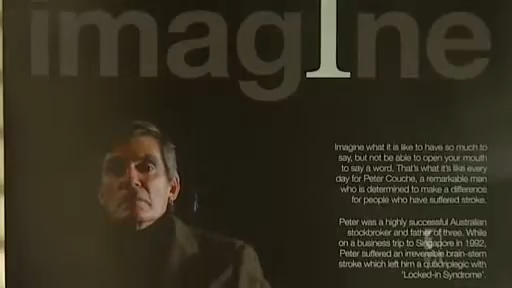 imagIne
Imagine what it is like to have so much to
say, but not be able to open your mouth
to say a word. That's what it's like every
day for Peter Couche, a remarkable man
who is determined to make a difference
for people who have suffered stroke.
Peter was a highly successful Australian
stockbroker and father of three. While
on a business trip to Singapore in 1992,
Peter suffered an irreversible brain-stem
stroke which left him a quadriplegic with
'Locked-in Syndrome'.